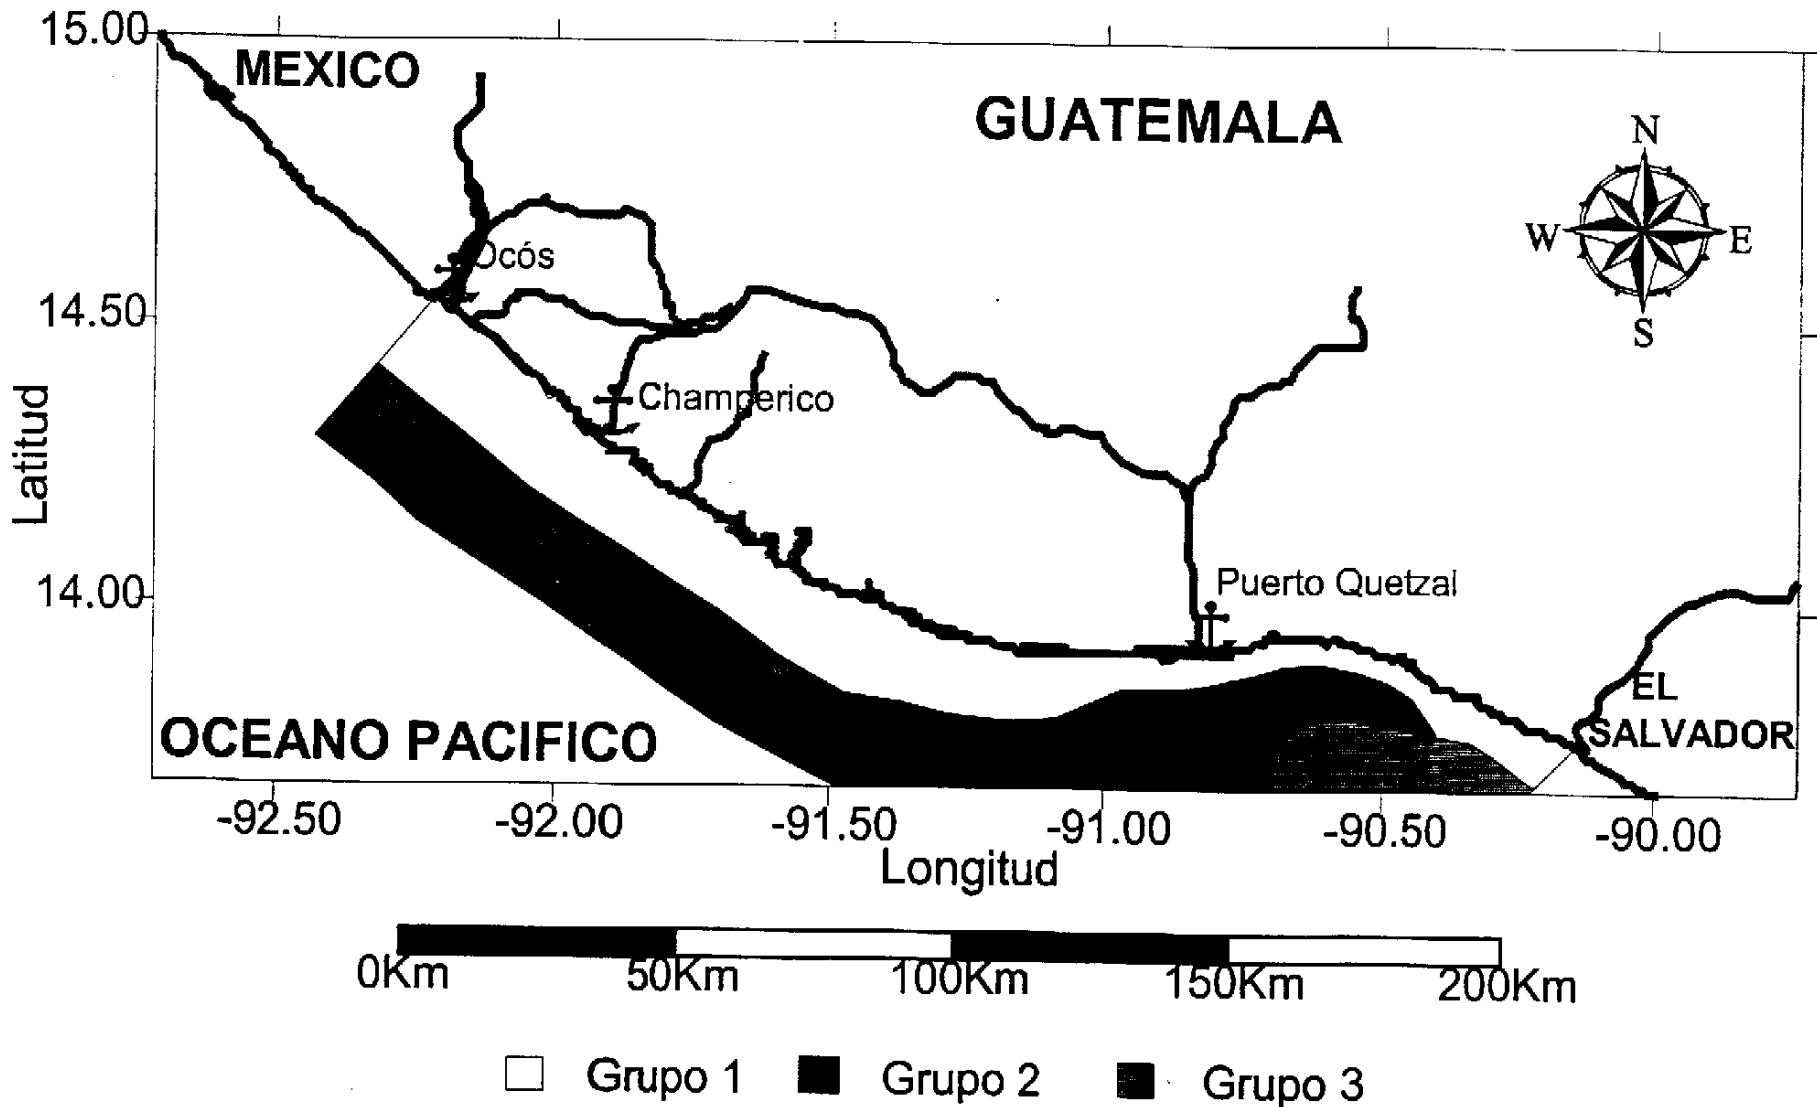 15.00
MEXICO
GUATEMALA
N
W
E
S
Ocós
14.50
Champerico
Latitud
14.00
Puerto Quetzal
EL
SALVADOR
OCEANO PACIFICO
-92.50
-92.00
-91.50
-91.00
-90.50
-90.00
Longitud
0Km
50Km
100Km
150Km
200Km
Grupo 1
Grupo 2
Grupo 3